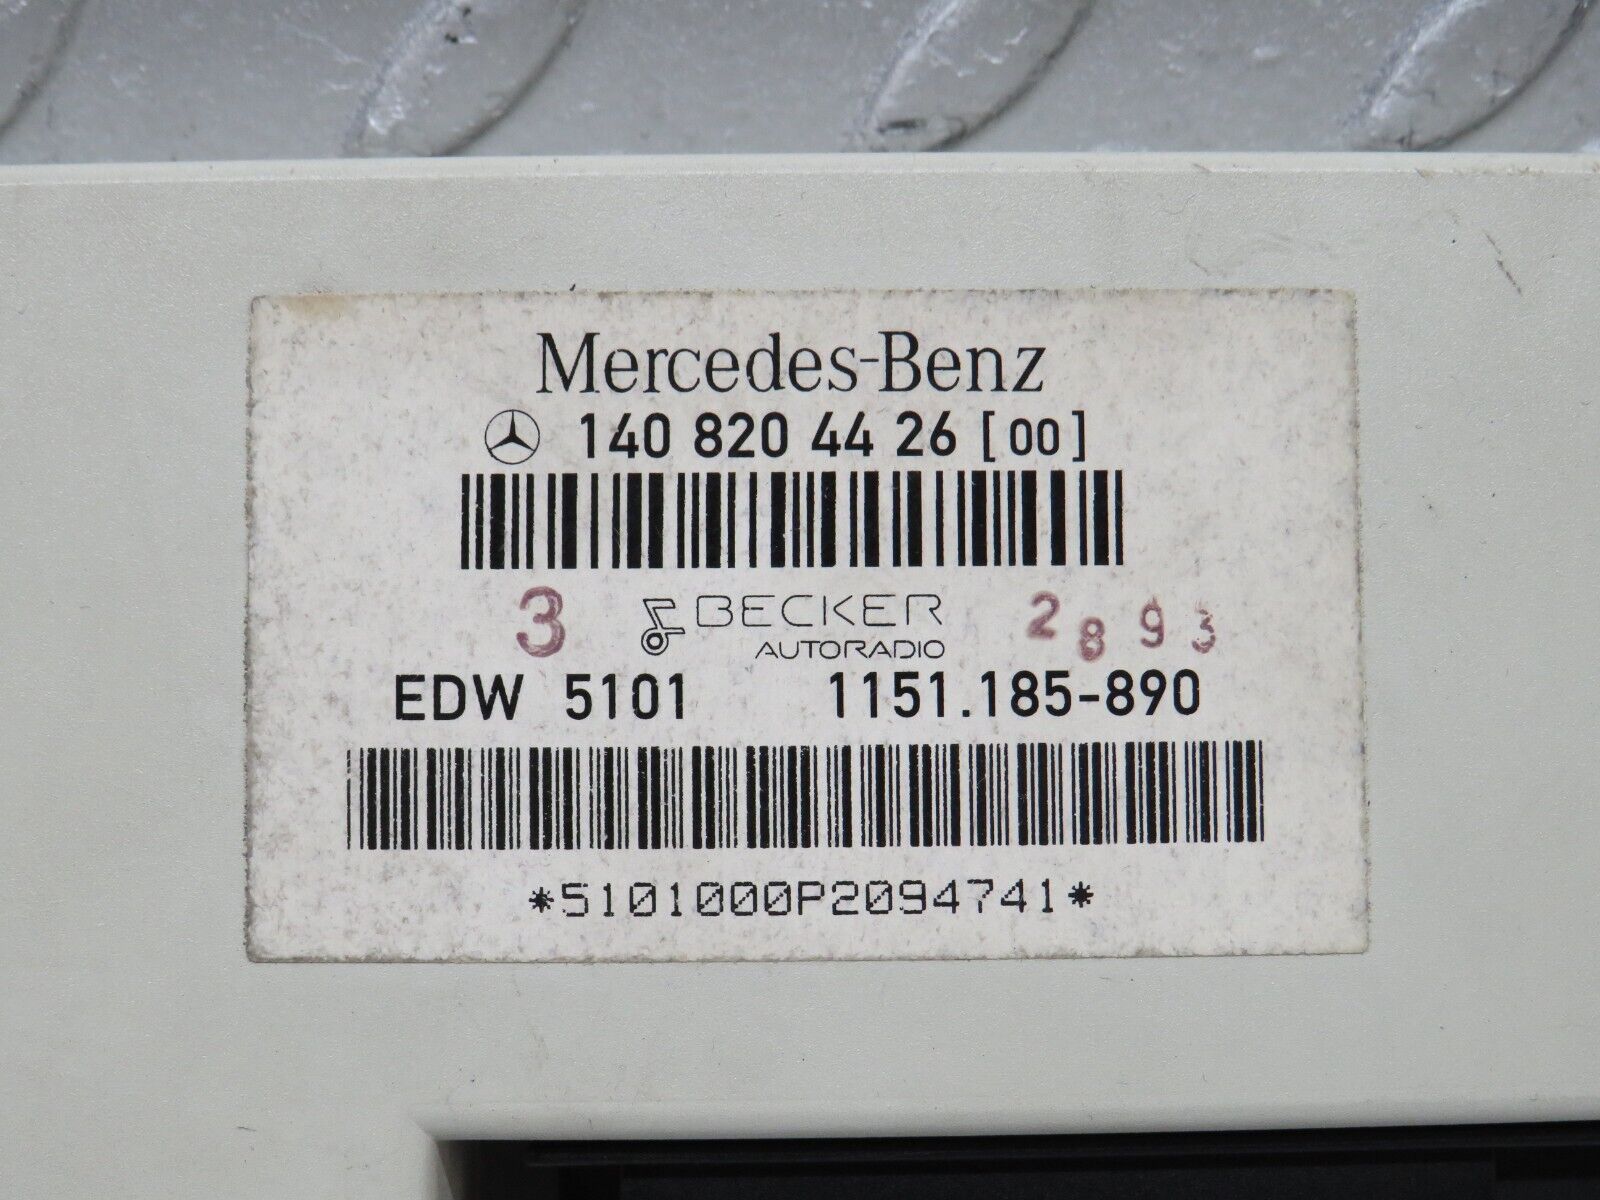 Mercedes-Benz
140 820 44 26 [00]
3 BECKER 2893
AUTORADIO
EDW 5101 1151.185-890
*5101000P2094741*